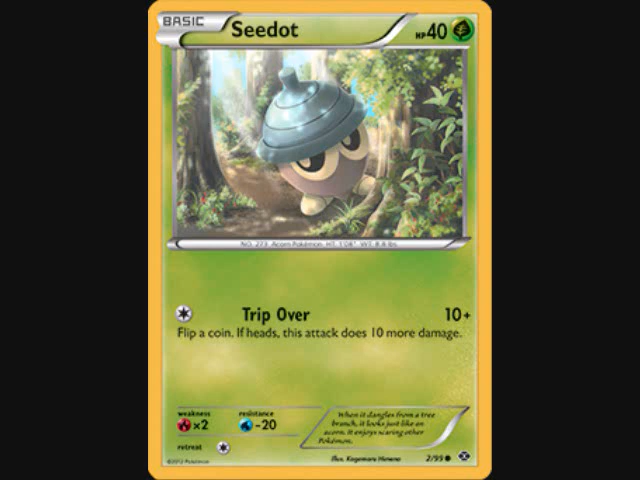 BASIC
Seedot
HP40
NO. 273 Acorn Pokémon HT. 1'08" WT. 8.8 lbs.
Trip Over 10+
Flip a coin. If heads, this attack does 10 more damage.
weakness
×2
resistance
-20
retreat
When it dangles from a tree
branch, it looks just like an
acorn. It enjoys scaring other
Pokémon.
©2012 Pokémon
Illus. Kagemaru Himeno
2/99